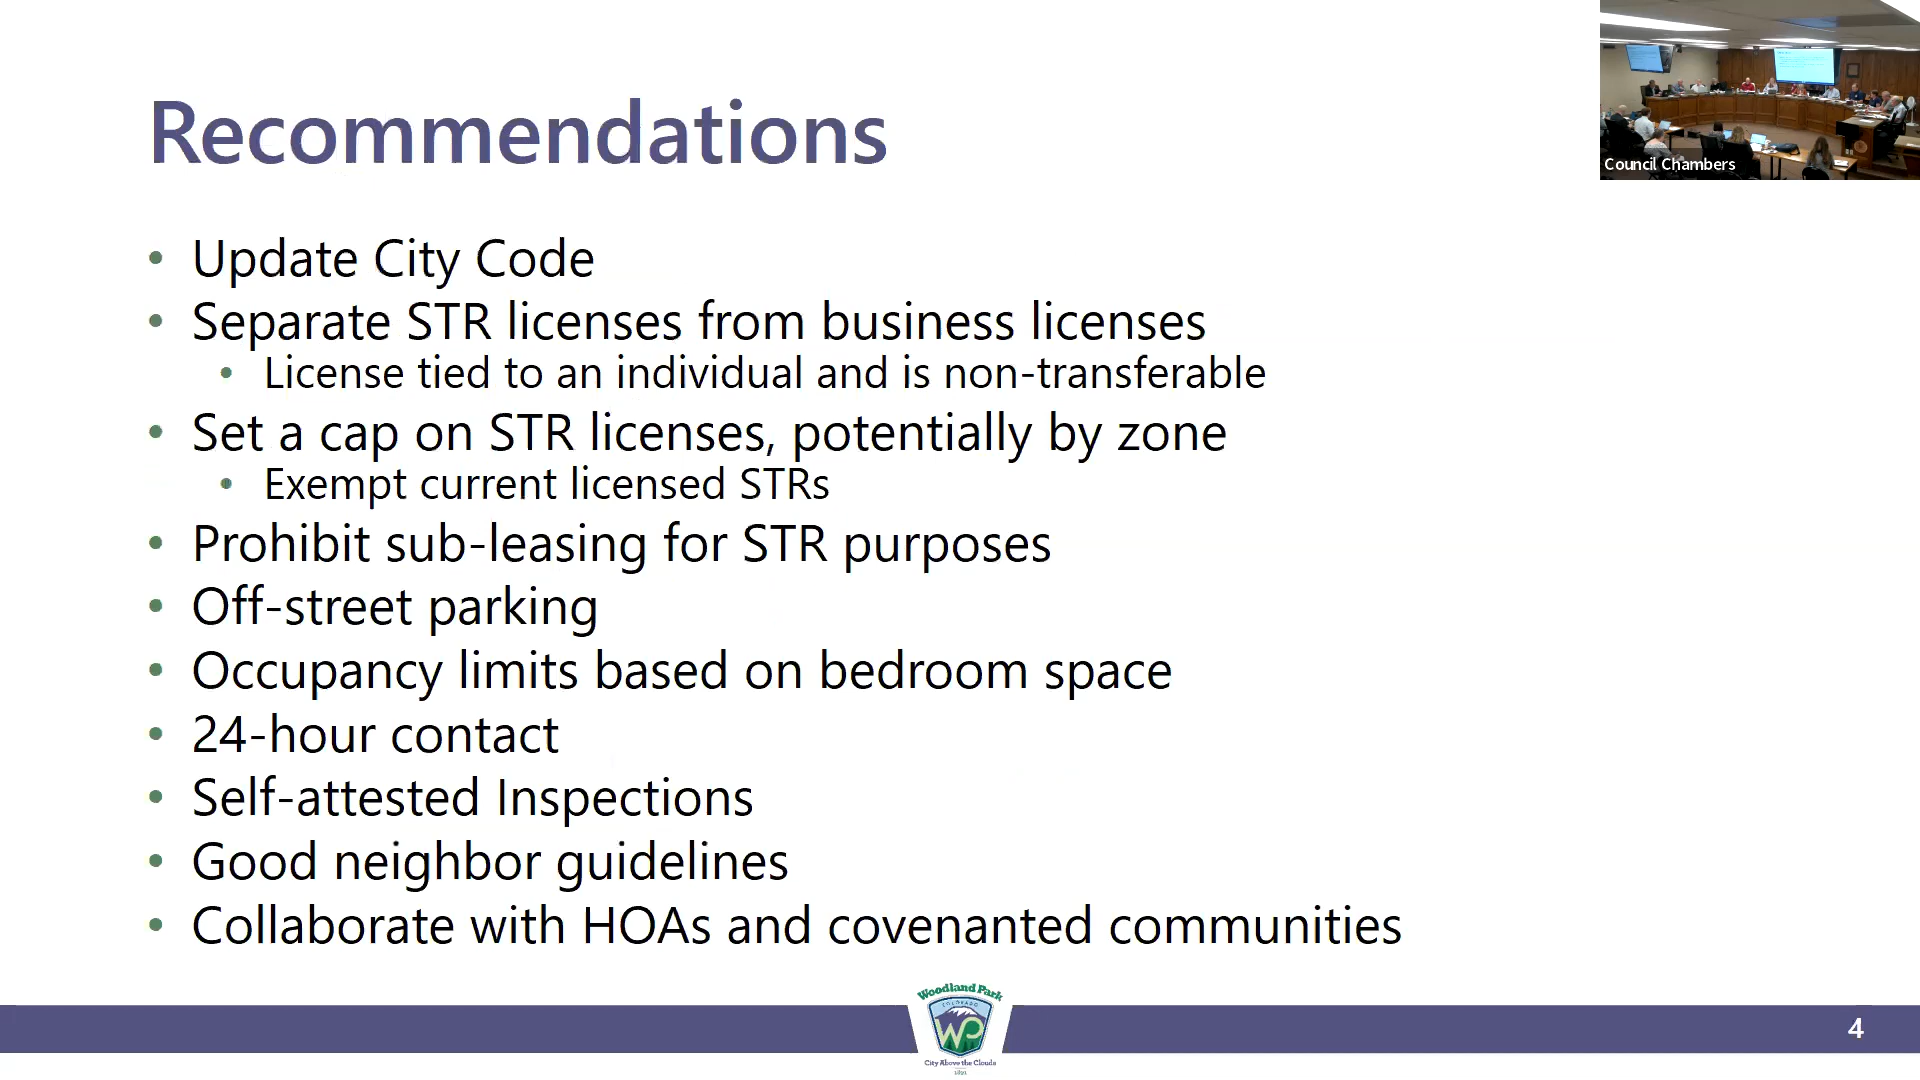 Council Chambers
Recommendations
• Update City Code
• Separate STR licenses from business licenses
• License tied to an individual and is non-transferable
• Set a cap on STR licenses, potentially by zone
• Exempt current licensed STRs
• Prohibit sub-leasing for STR purposes
• Off-street parking
• Occupancy limits based on bedroom space
• 24-hour contact
• Self-attested Inspections
• Good neighbor guidelines
• Collaborate with HOAs and covenanted communities
Woodland Park
COLORADO
WP
City Above the Clouds
1891
4